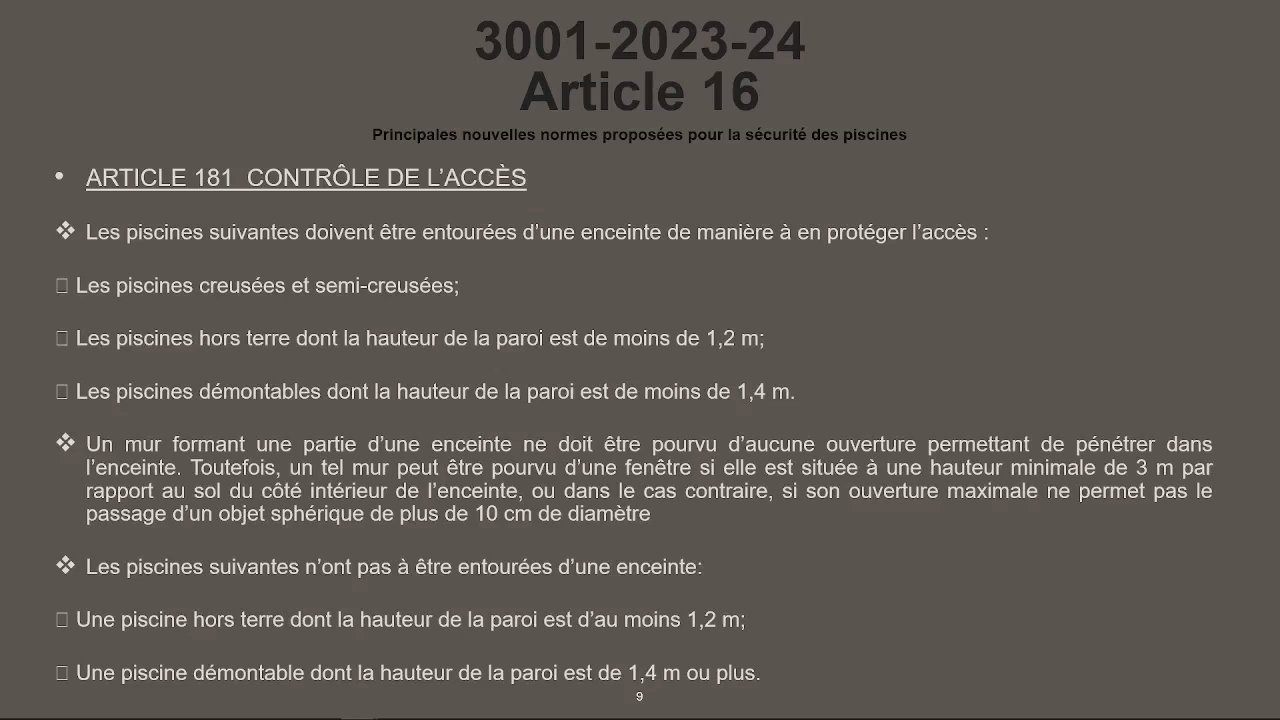 3001-2023-24
Article 16
Principales nouvelles normes proposées pour la sécurité des piscines
• ARTICLE 181  CONTRÔLE DE L’ACCÈS
❖ Les piscines suivantes doivent être entourées d’une enceinte de manière à en protéger l’accès :
 Les piscines creusées et semi-creusées;
 Les piscines hors terre dont la hauteur de la paroi est de moins de 1,2 m;
 Les piscines démontables dont la hauteur de la paroi est de moins de 1,4 m.
❖ Un mur formant une partie d’une enceinte ne doit être pourvu d’aucune ouverture permettant de pénétrer dans
l’enceinte. Toutefois, un tel mur peut être pourvu d’une fenêtre si elle est située à une hauteur minimale de 3 m par
rapport au sol du côté intérieur de l’enceinte, ou dans le cas contraire, si son ouverture maximale ne permet pas le
passage d’un objet sphérique de plus de 10 cm de diamètre
❖ Les piscines suivantes n’ont pas à être entourées d’une enceinte:
 Une piscine hors terre dont la hauteur de la paroi est d’au moins 1,2 m;
 Une piscine démontable dont la hauteur de la paroi est de 1,4 m ou plus.
9